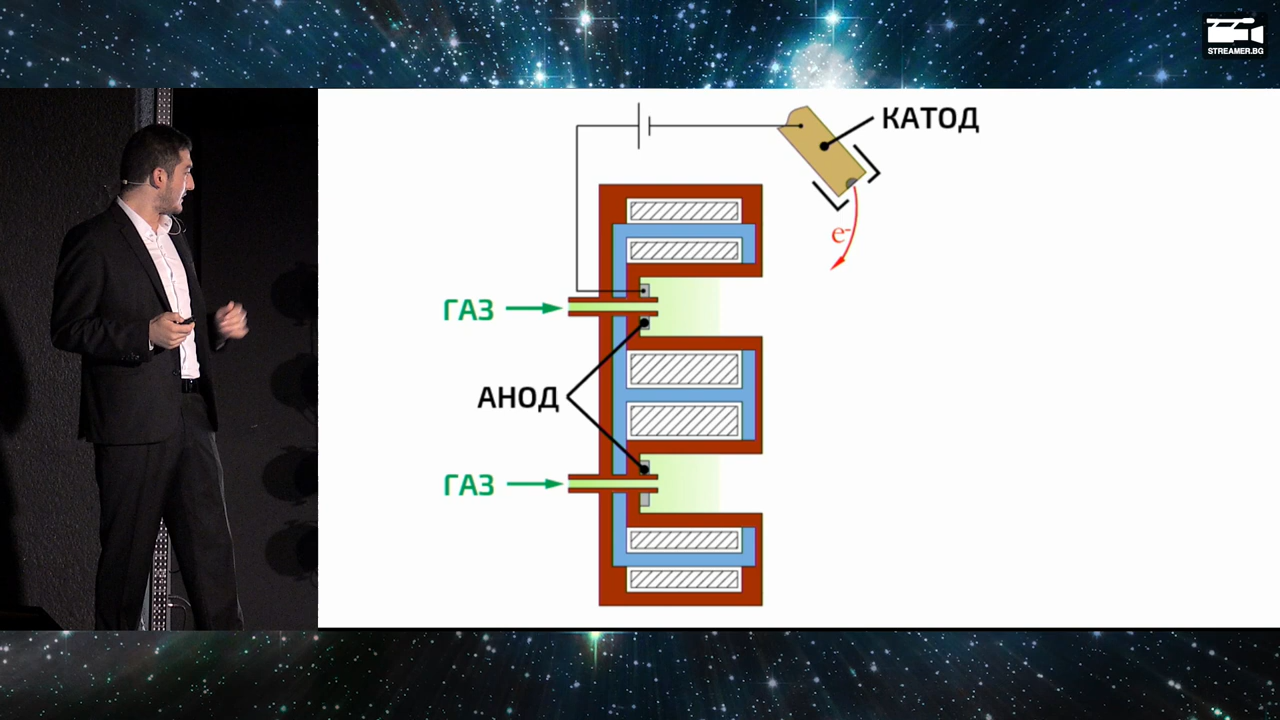 STREAMER.BG
КАТОД
e-
ГАЗ
АНОД
ГАЗ